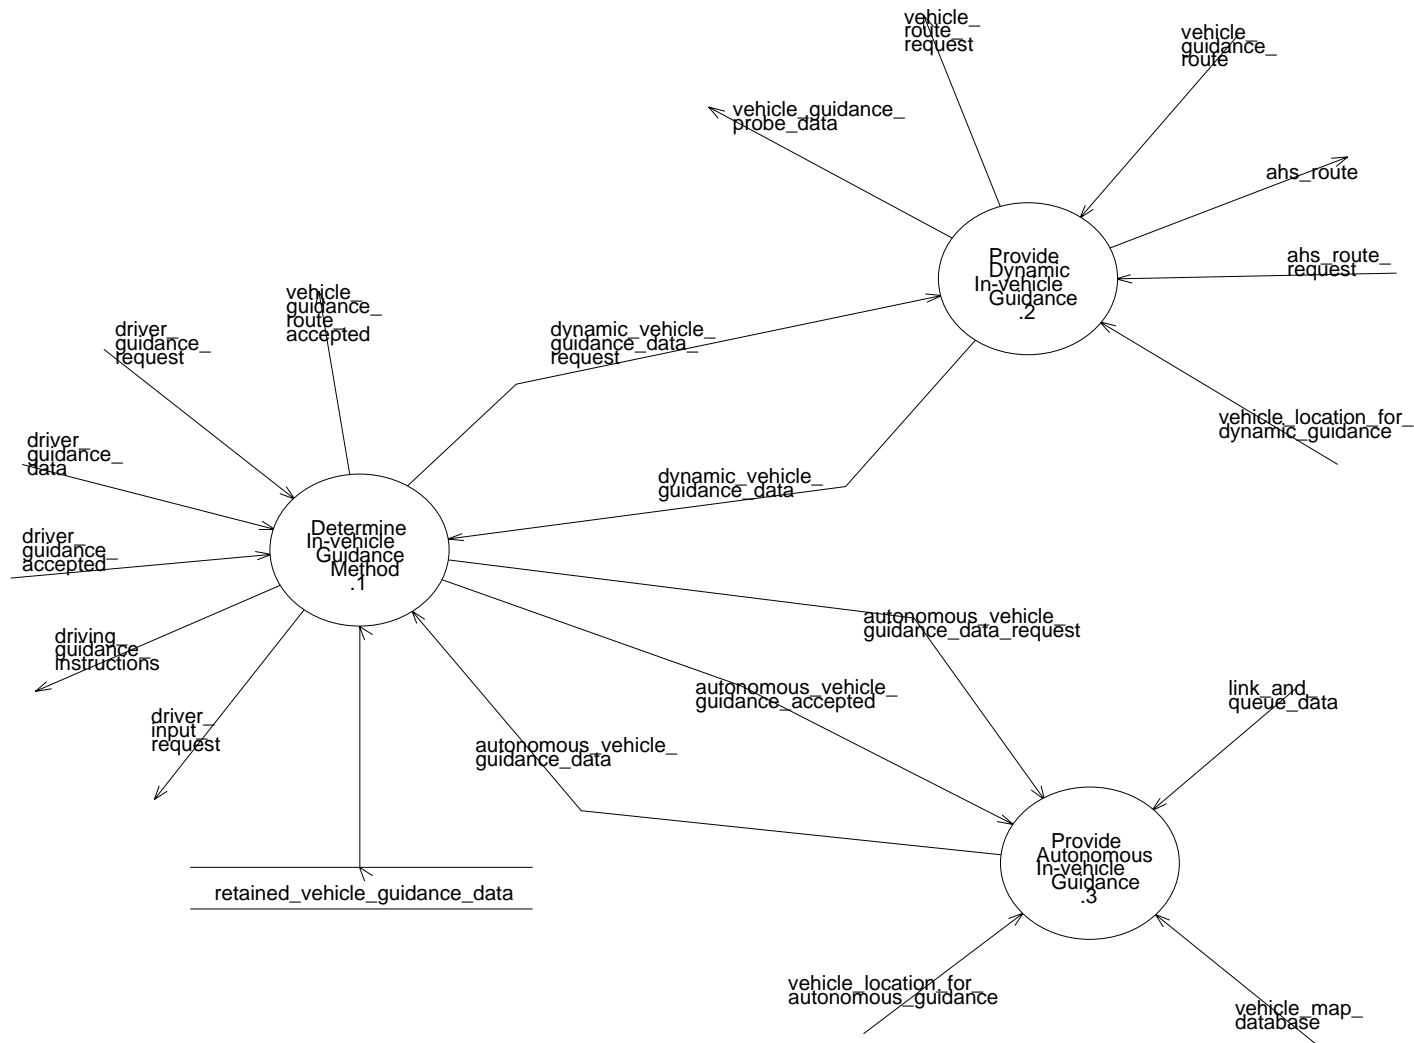 vehicle_
route_
request
vehicle_
guidance_
route
vehicle_guidance_
probe_data
ahs_route
ahs_route_
request
Provide
Dynamic
In-vehicle
Guidance
.2
vehicle_
guidance_
route_
accepted
driver_
guidance_
request
dynamic_vehicle_
guidance_data_
request
vehicle_location_for_
dynamic_guidance
driver_
guidance_
data
dynamic_vehicle_
guidance_data
driver_
guidance_
accepted
Determine
In-vehicle
Guidance
Method
.1
autonomous_vehicle_
guidance_data_request
driving_
guidance_
instructions
autonomous_vehicle_
guidance_accepted
link_and_
queue_data
driver_
input_
request
autonomous_vehicle_
guidance_data
Provide
Autonomous
In-vehicle
Guidance
.3
retained_vehicle_guidance_data
vehicle_location_for_
autonomous_guidance
vehicle_map_
database